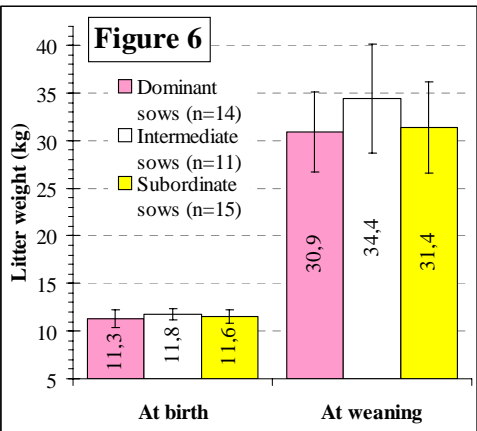 Figure 6
Litter weight (kg)
40
35
30
25
20
15
10
5
Dominant
sows (n=14)
Intermediate
sows (n=11)
Subordinate
sows (n=15)
11,3
11,8
11,6
30,9
34,4
31,4
At birth
At weaning